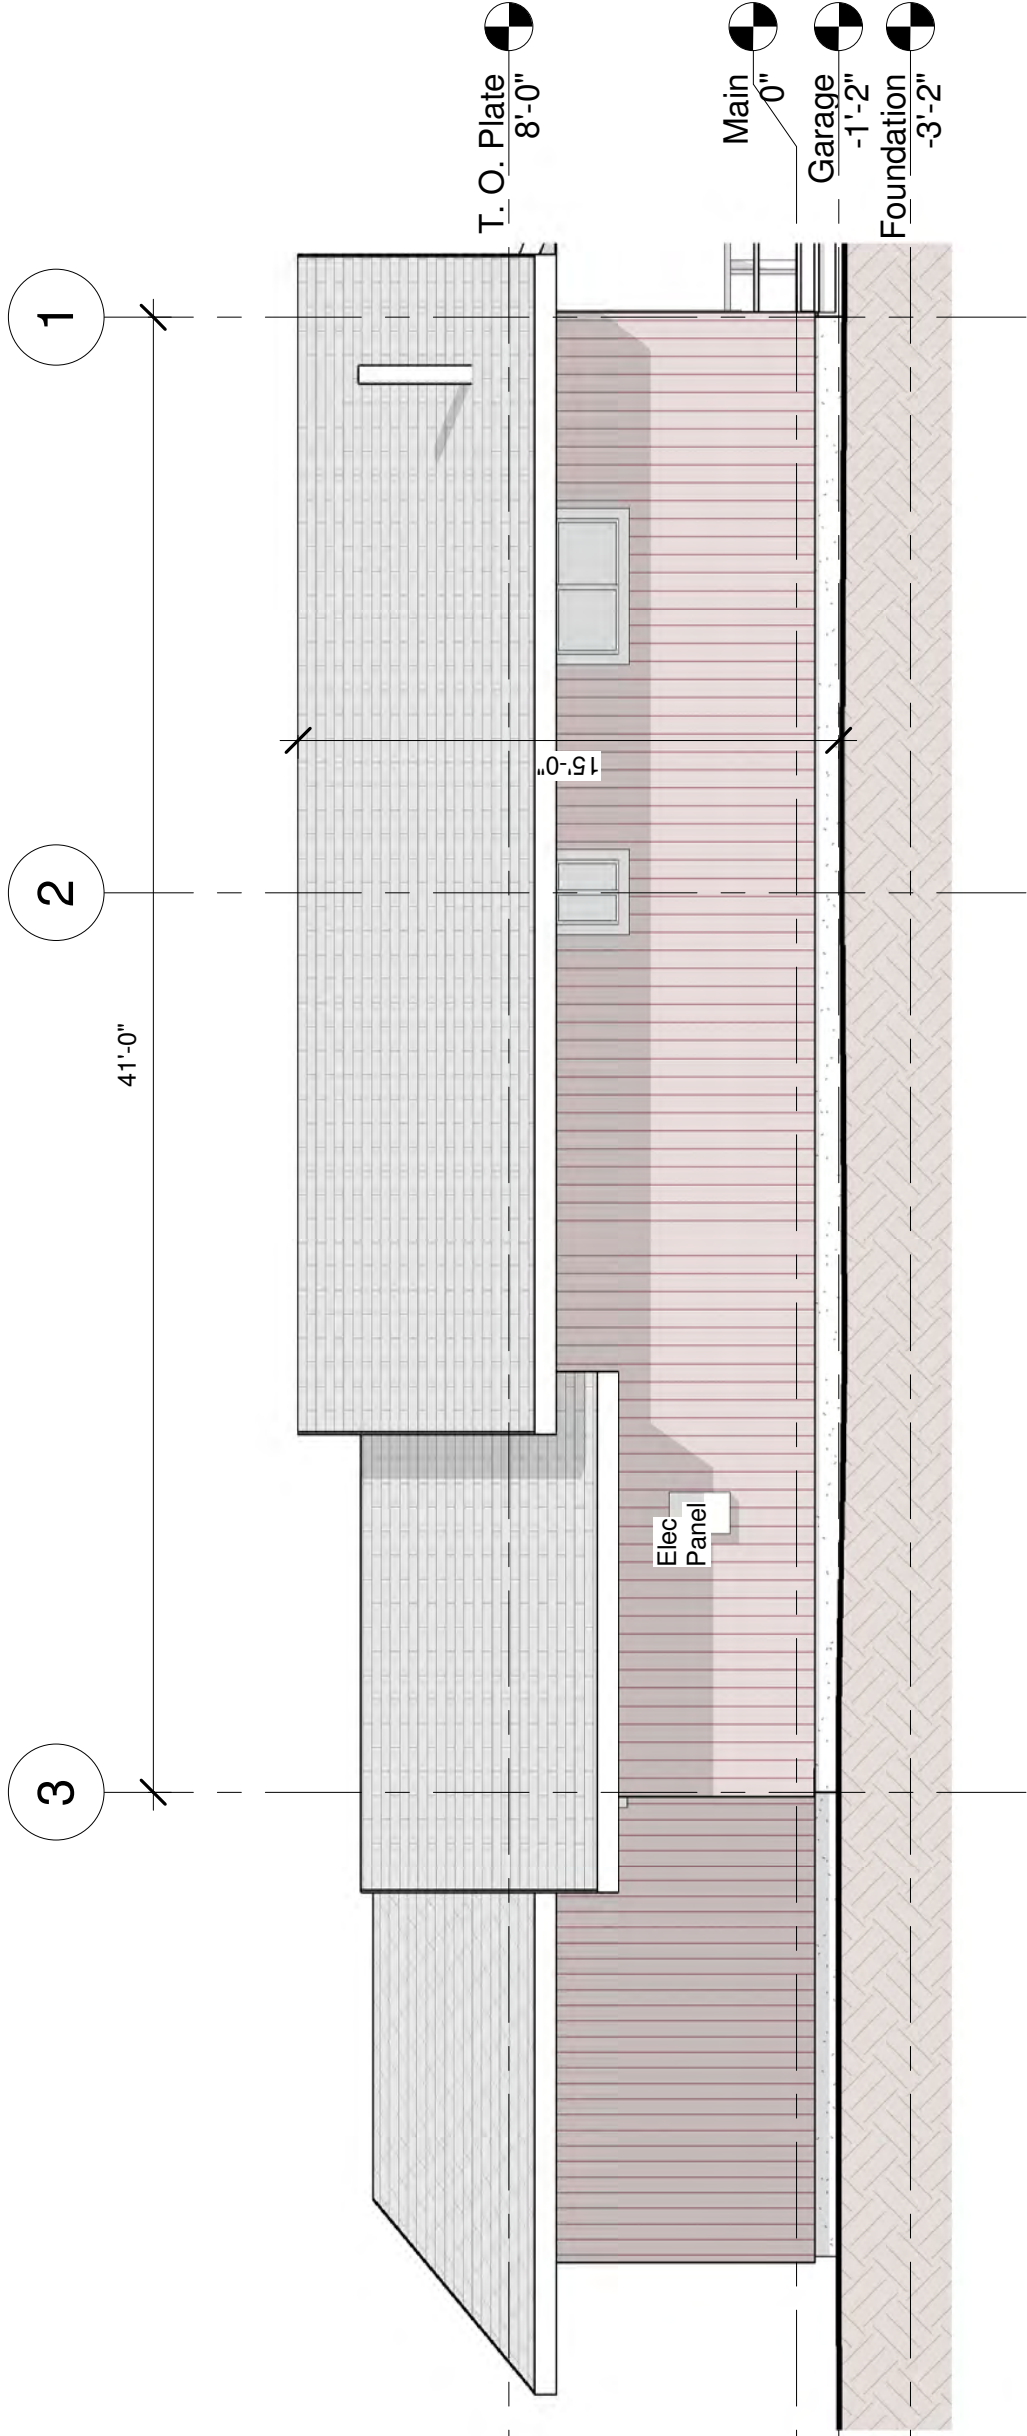 1
2
3
41'-0"
15'-0"
T. O. Plate
8'-0"
Main
0"
Garage
-1'-2"
Foundation
-3'-2"
Elec
Panel